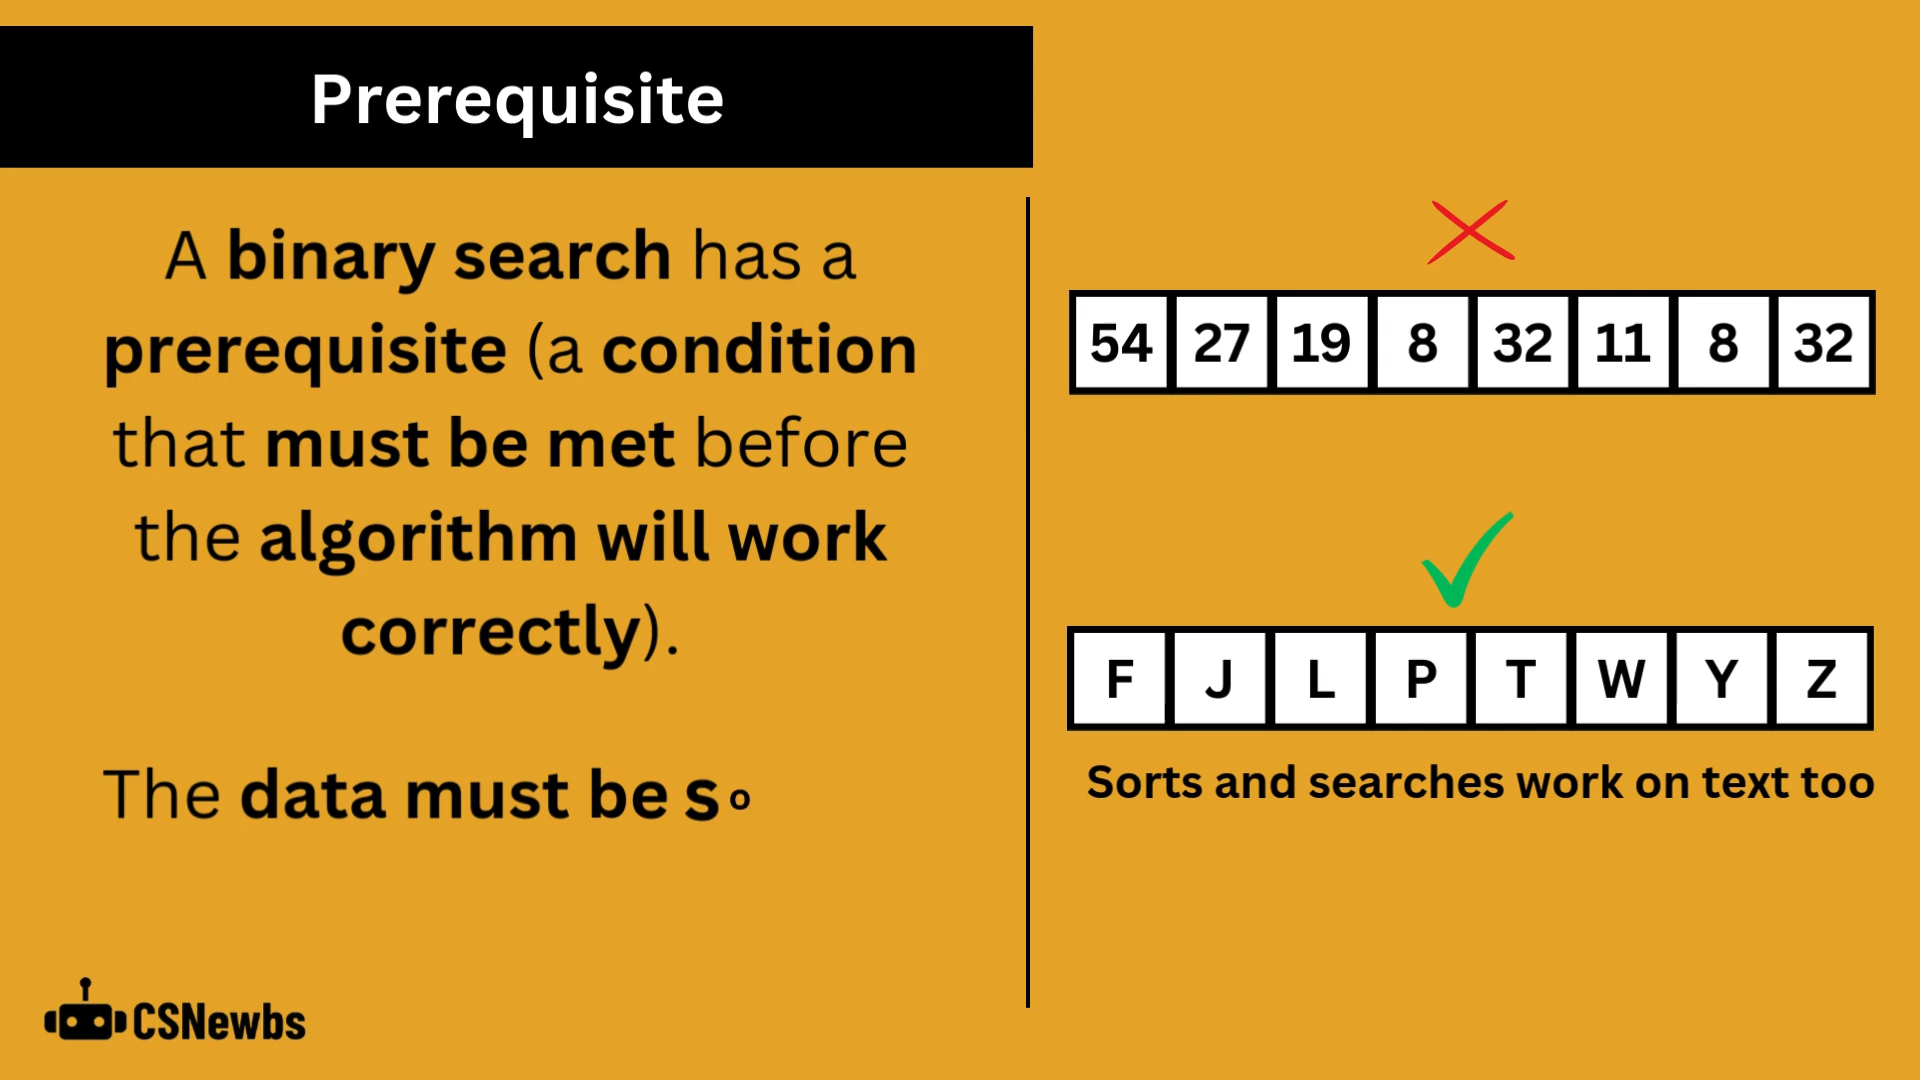 Prerequisite
A binary search has a
prerequisite (a condition
that must be met before
the algorithm will work
correctly).
The data must be so
54 27 19 8 32 11 8 32
F J L P T W Y Z
Sorts and searches work on text too
CSNewbs